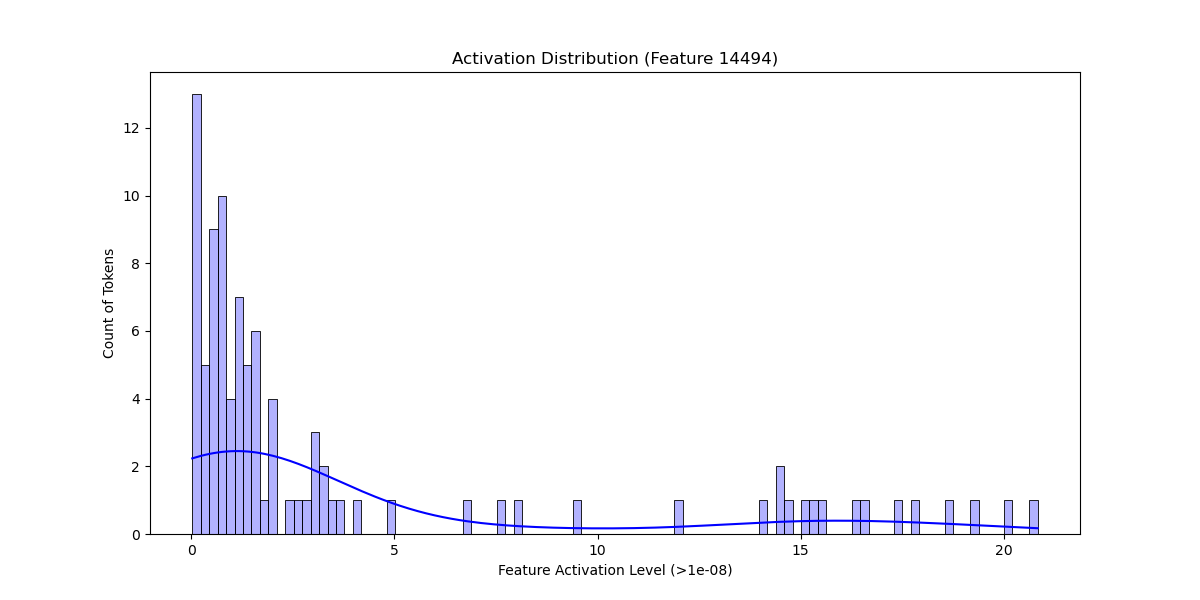 Activation Distribution (Feature 14494)
Count of Tokens
12
10
8
6
4
2
0
0 5 10 15 20
Feature Activation Level (>1e-08)